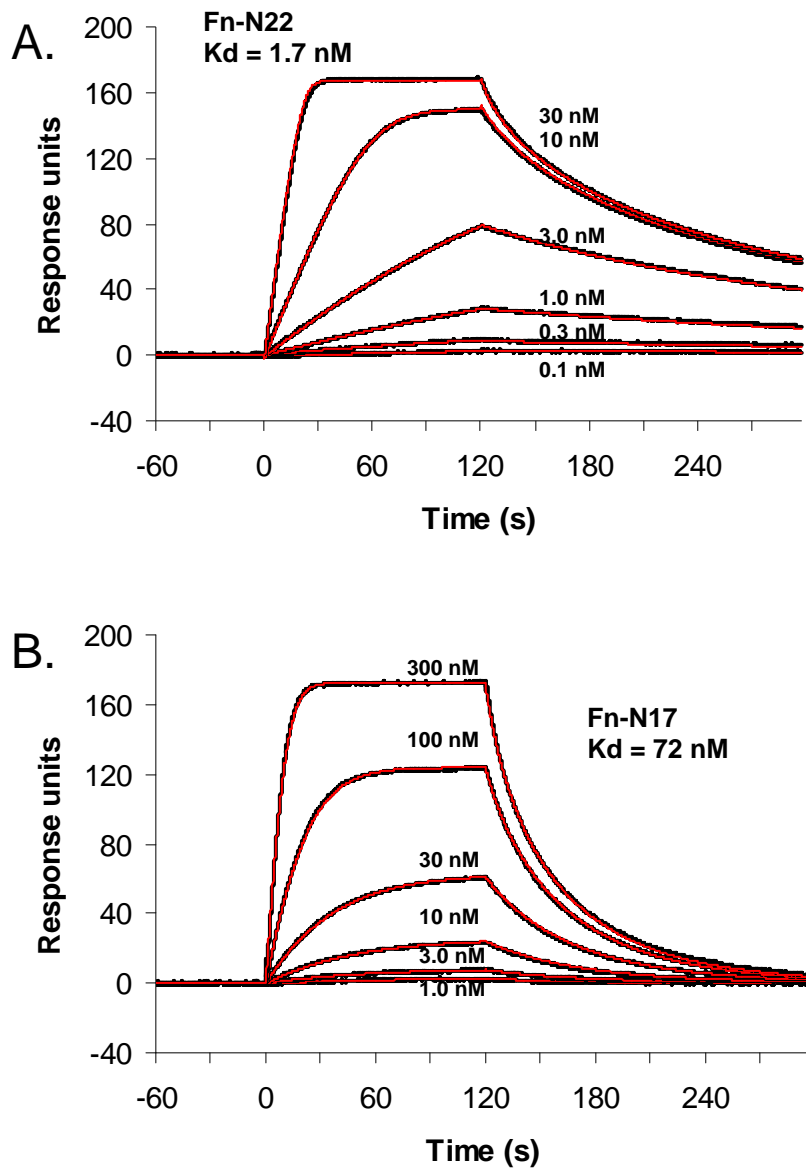 A.
Fn-N22
Kd = 1.7 nM
200
160
120
80
40
0
-40
Response units
30 nM
10 nM
3.0 nM
1.0 nM
0.3 nM
0.1 nM
-60 0 60 120 180 240
Time (s)
B.
200
160
120
80
40
0
-40
Response units
300 nM
100 nM
30 nM
10 nM
3.0 nM
1.0 nM
Fn-N17
Kd = 72 nM
-60 0 60 120 180 240
Time (s)